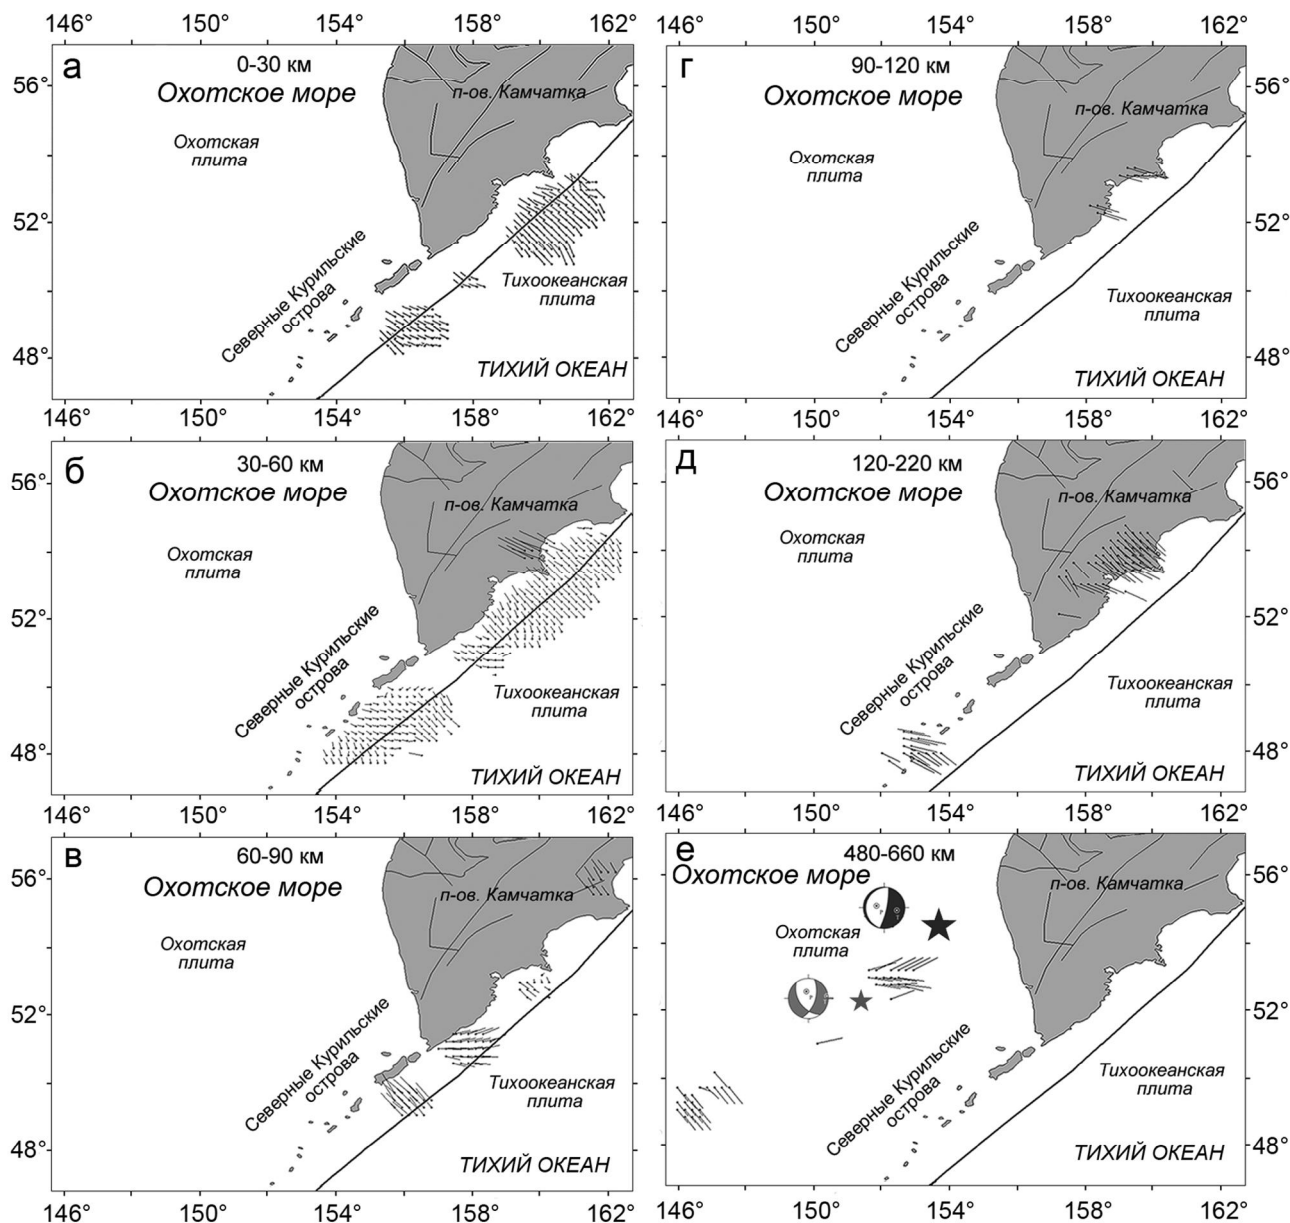 146° 150° 154° 158° 162°
146° 150° 154° 158° 162°
а
0-30 км
Охотское море
п-ов. Камчатка
Охотская
плита
Северные Курильские
острова
Тихоокеанская
плита
ТИХИЙ ОКЕАН
56°
52°
48°
г
90-120 км
Охотское море
п-ов. Камчатка
Охотская
плита
Северные Курильские
острова
Тихоокеанская
плита
ТИХИЙ ОКЕАН
56°
52°
48°
146° 150° 154° 158° 162°
146° 150° 154° 158° 162°
б
30-60 км
Охотское море
п-ов. Камчатка
Охотская
плита
Северные Курильские
острова
Тихоокеанская
плита
ТИХИЙ ОКЕАН
56°
52°
48°
д
120-220 км
Охотское море
п-ов. Камчатка
Охотская
плита
Северные Курильские
острова
Тихоокеанская
плита
ТИХИЙ ОКЕАН
56°
52°
48°
146° 150° 154° 158° 162°
146° 150° 154° 158° 162°
в
60-90 км
Охотское море
п-ов. Камчатка
Охотская
плита
Северные Курильские
острова
Тихоокеанская
плита
ТИХИЙ ОКЕАН
56°
52°
48°
е
480-660 км
Охотское море
п-ов. Камчатка
Охотская
плита
Северные Курильские
острова
Тихоокеанская
плита
ТИХИЙ ОКЕАН
56°
52°
48°
146° 150° 154° 158° 162°
146° 150° 154° 158° 162°